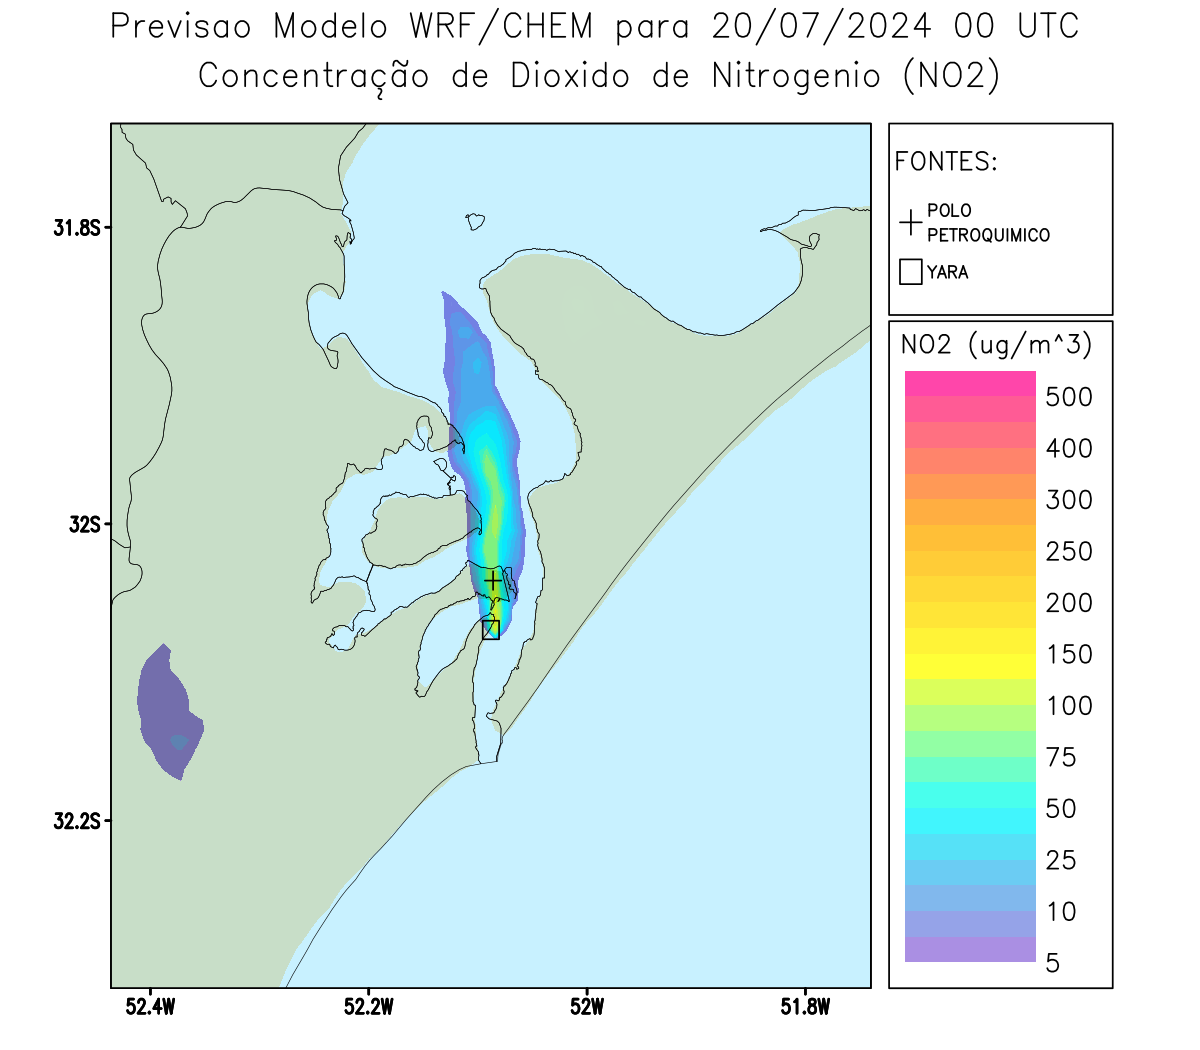 Previsao Modelo WRF/CHEM para 20/07/2024 00 UTC
Concentração de Dioxido de Nitrogenio (NO2)
FONTES:
POLO
PETROQUIMICO
YARA
NO2 (ug/m^3)
500
400
300
250
200
150
100
75
50
25
10
5
31.8S
32S
32.2S
52.4W
52.2W
52W
51.8W